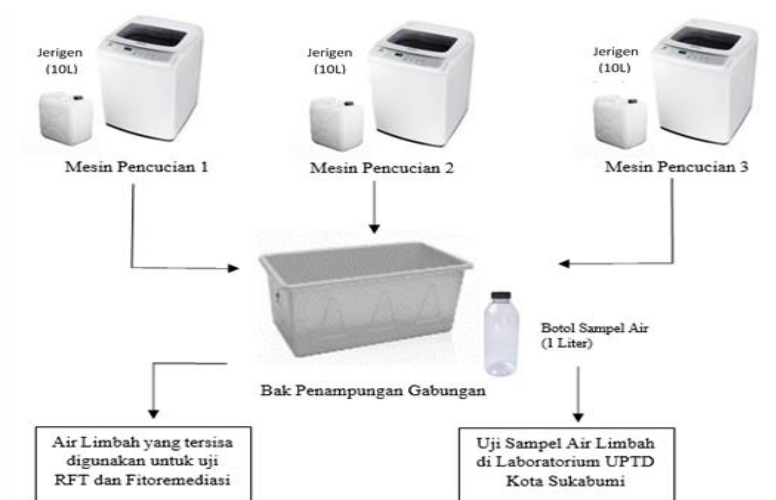 Jerigen
(10L)
Mesin Pencucian 1
Jerigen
(10L)
Mesin Pencucian 2
Jerigen
(10L)
Mesin Pencucian 3
Botol Sampel Air
(1 Liter)
Bak Penampungan Gabungan
Air Limbah yang tersisa
digunakan untuk uji
RFT dan Fitoremediasi
Uji Sampel Air Limbah
di Laboratorium UPTD
Kota Sukabumi